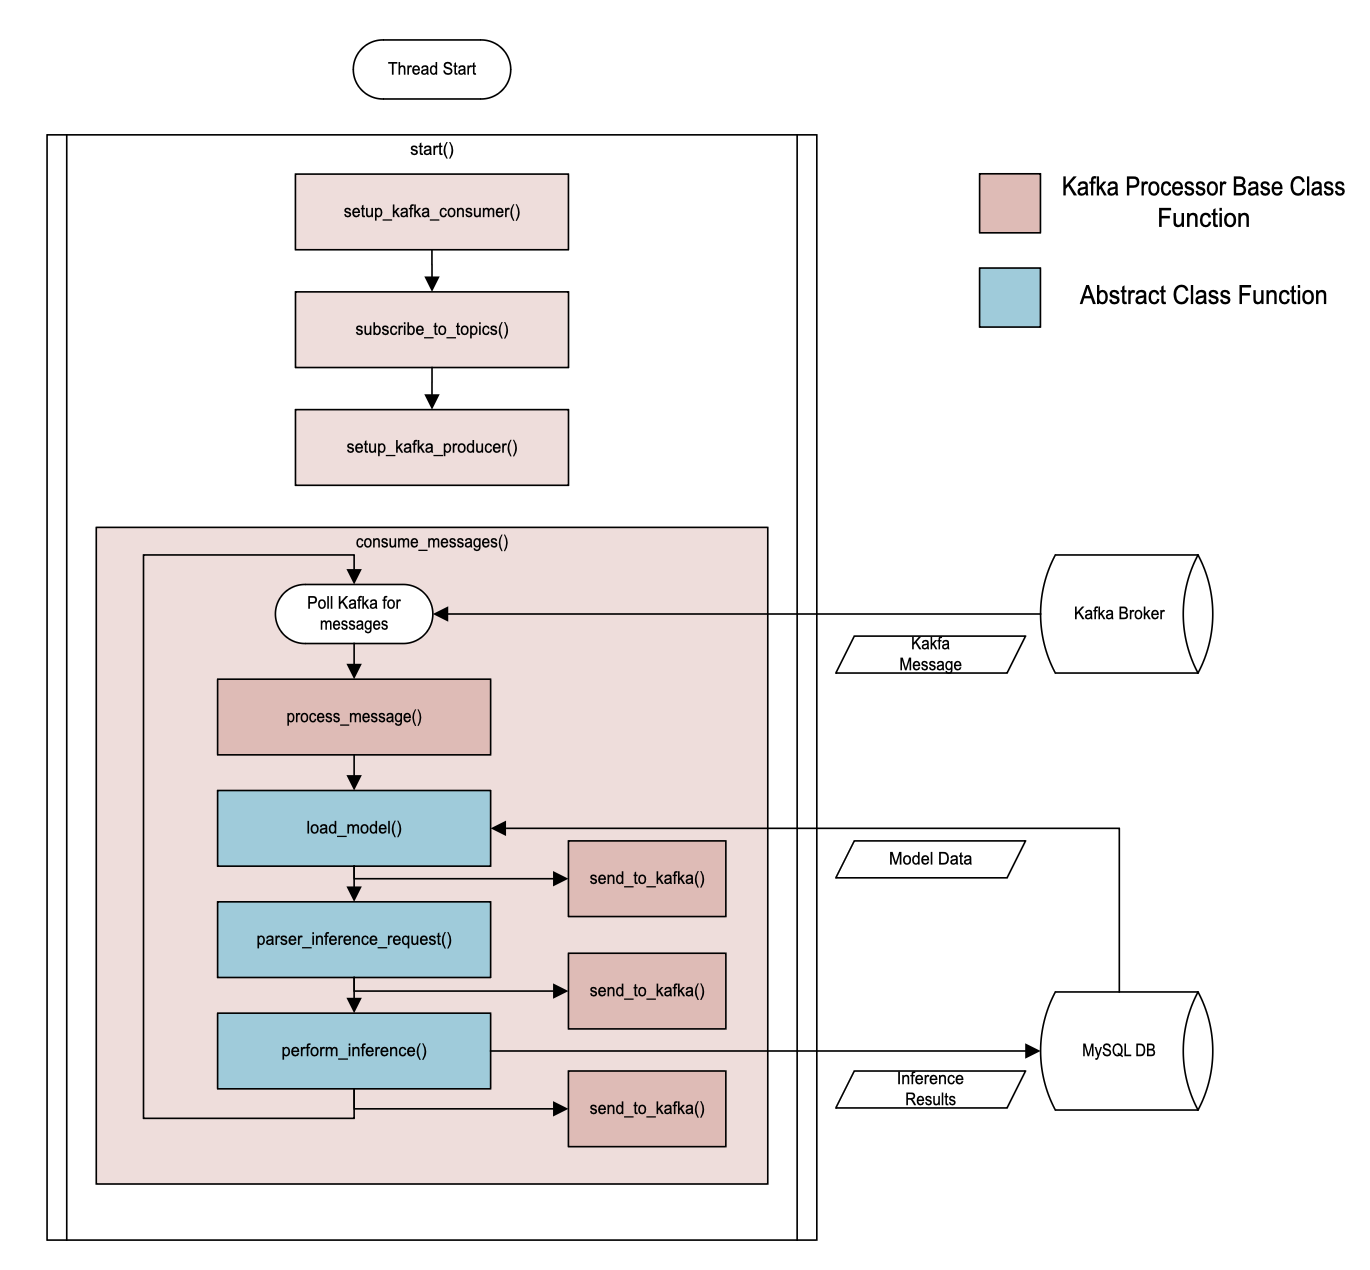 Thread Start
start()
setup_kafka_consumer()
subscribe_to_topics()
setup_kafka_producer()
Kafka Processor Base Class
Function
Abstract Class Function
consume_messages()
Poll Kafka for
messages
Kafka Broker
Kakfa
Message
process_message()
load_model()
Model Data
send_to_kafka()
parser_inference_request()
send_to_kafka()
perform_inference()
MySQL DB
Inference
Results
send_to_kafka()